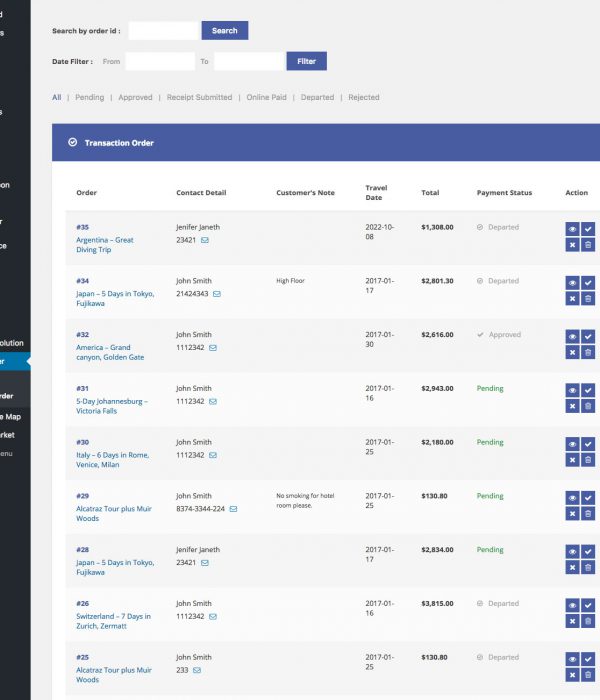 Search by order id :
Search
Date Filter :
From
To
Filter
All | Pending | Approved | Receipt Submitted | Online Paid | Departed | Rejected
Transaction Order
Order
Contact Detail
Customer's Note
Travel
Date
Total
Payment Status
Action
#35
Argentina – Great
Diving Trip
Jenifer Janeth
23421
2022-10-
08
$1,308.00
Departed
#34
Japan – 5 Days in Tokyo,
Fujikawa
John Smith
21424343
High Floor
2017-01-
17
$2,801.30
Departed
#32
America – Grand
canyon, Golden Gate
John Smith
1112342
2017-01-
30
$2,616.00
Approved
#31
5-Day Johannesburg –
Victoria Falls
John Smith
1112342
2017-01-
16
$2,943.00
Pending
#30
Italy – 6 Days in Rome,
Venice, Milan
John Smith
1112342
2017-01-
25
$2,180.00
Pending
#29
Alcatraz Tour plus Muir
Woods
John Smith
8374-3344-224
No smoking for hotel
room please.
2017-01-
25
$130.80
Pending
#28
Japan – 5 Days in Tokyo,
Fujikawa
Jenifer Janeth
23421
2017-01-
17
$2,834.00
Pending
#26
Switzerland – 7 Days in
Zurich, Zermatt
John Smith
1112342
2017-01-
16
$3,815.00
Departed
#25
Alcatraz Tour plus Muir
Woods
John Smith
233
2017-01-
25
$130.80
Departed
olution
er
rder
e Map
rket
enu